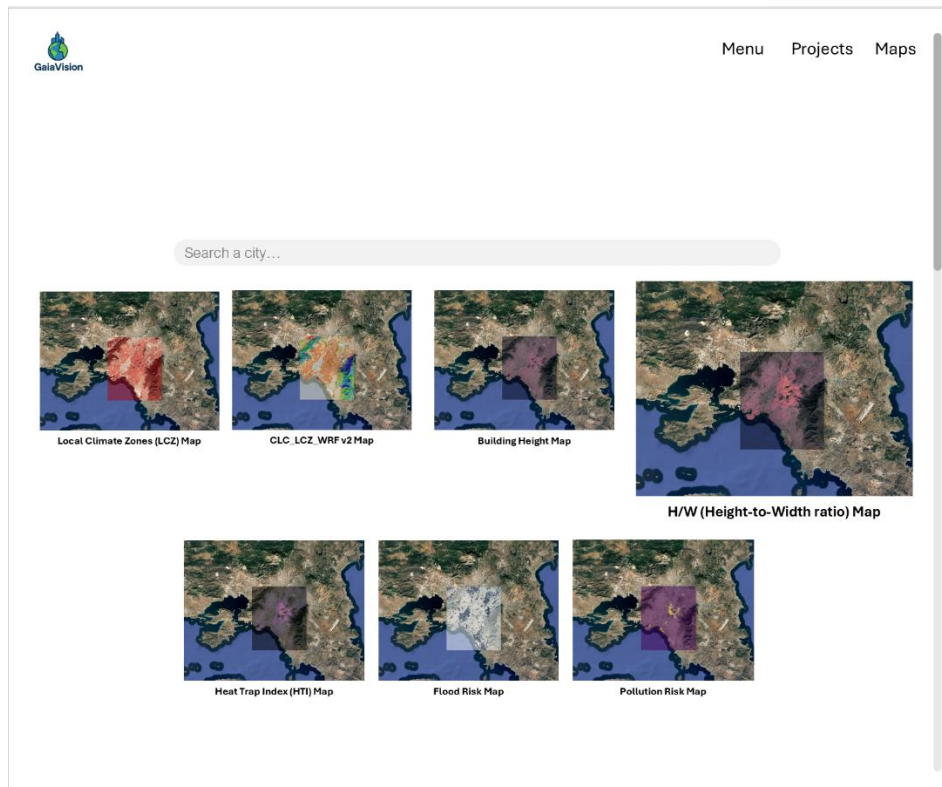 GaiaVision
Menu Projects Maps
Search a city...
Local Climate Zones (LCZ) Map
CLC_LCZ_WRF v2 Map
Building Height Map
H/W (Height-to-Width ratio) Map
Heat Trap Index (HTI) Map
Flood Risk Map
Pollution Risk Map